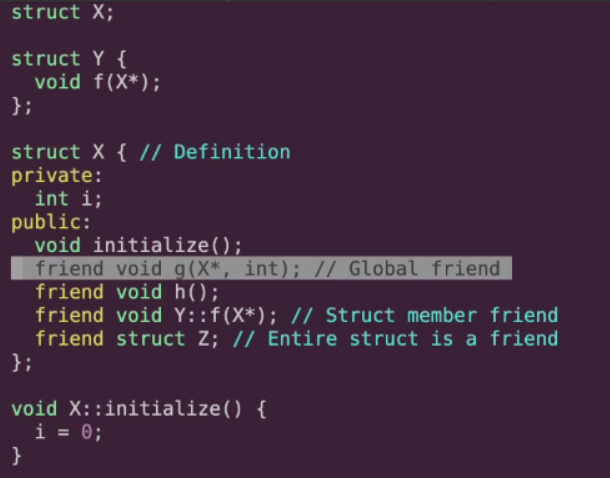 struct X;
struct Y {
void f(X*);
};
struct X { // Definition
private:
int i;
public:
void initialize();
friend void g(X*, int); // Global friend
friend void h();
friend void Y::f(X*); // Struct member friend
friend struct Z; // Entire struct is a friend
};
void X::initialize() {
i = 0;
}